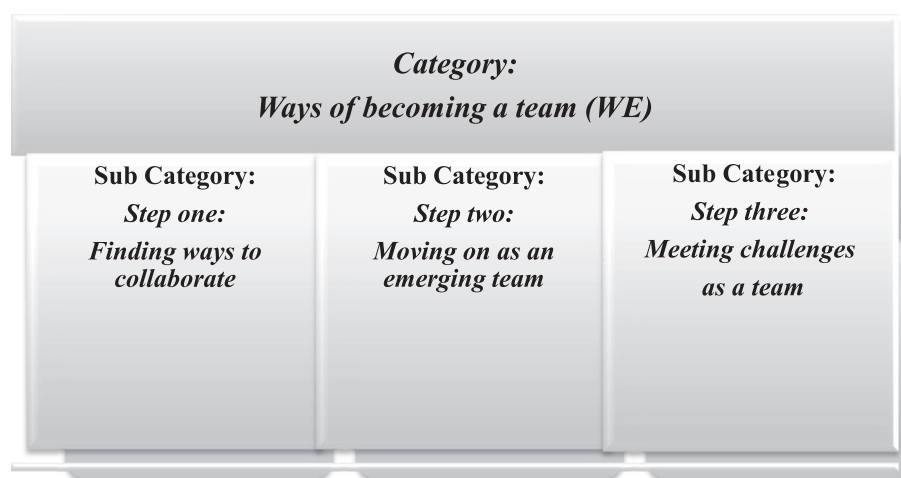 Category:
Ways of becoming a team (WE)
Sub Category:
Step one:
Finding ways to
collaborate
Sub Category:
Step two:
Moving on as an
emerging team
Sub Category:
Step three:
Meeting challenges
as a team